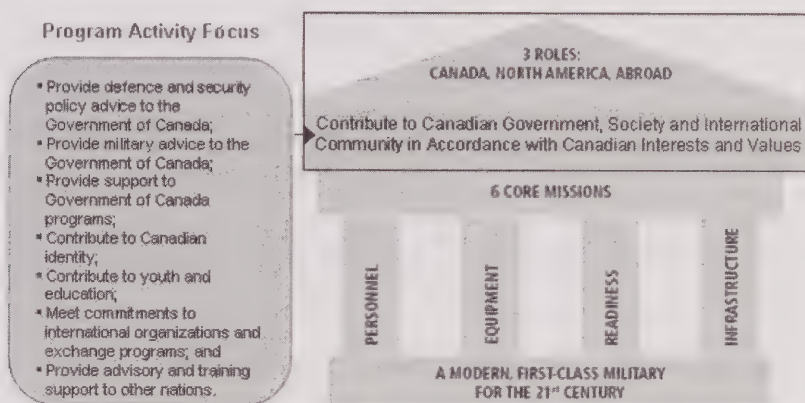 Program Activity Focus
▪ Provide defence and security
policy advice to the
Government of Canada;
▪ Provide military advice to the
Government of Canada;
▪ Provide support to
Government of Canada
programs;
▪ Contribute to Canadian
identity;
▪ Contribute to youth and
education;
▪ Meet commitments to
international organizations and
exchange programs; and
▪ Provide advisory and training
support to other nations.
3 ROLES:
CANADA, NORTH AMERICA, ABROAD
Contribute to Canadian Government, Society and International
Community in Accordance with Canadian Interests and Values
6 CORE MISSIONS
PERSONNEL
EQUIPMENT
READINESS
INFRASTRUCTURE
A MODERN, FIRST-CLASS MILITARY
FOR THE 21ST CENTURY